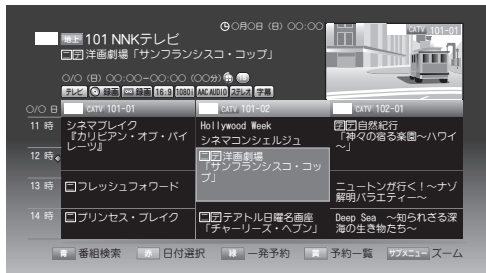 地上 101 NNKテレビ
〇月〇日 (日) 〇〇:〇〇
洋画劇場「サンフランシスコ・コップ」
CATV 101-01
〇/〇 (日) 〇〇:〇〇-〇〇:〇〇 (〇〇分)
テレビ 録画 録画 16:9 1080i AAC AUDIO ステレオ 字幕
〇/〇 日 CATV 101-01 CATV 101-02 CATV 102-01
11 時
シネマブレイク
『カリビアン・オブ・パイレーツ』
Hollywood Week
シネマコンシェルジュ
字自然紀行
「神々の宿る楽園〜ハワイ〜」
12 時
洋画劇場
「サンフランシスコ・コップ」
13 時
フレッシュフォワード
ニュートンが行く!〜ナゾ解明バラエティー〜
14 時
プリンセス・ブレイク
テアトル日曜名画座
「チャーリーズ・ヘブン」
Deep Sea 〜知られざる深海の生き物たち〜
青 番組検索 赤 日付選択 緑 一発予約 黄 予約一覧 サブメニュー ズーム